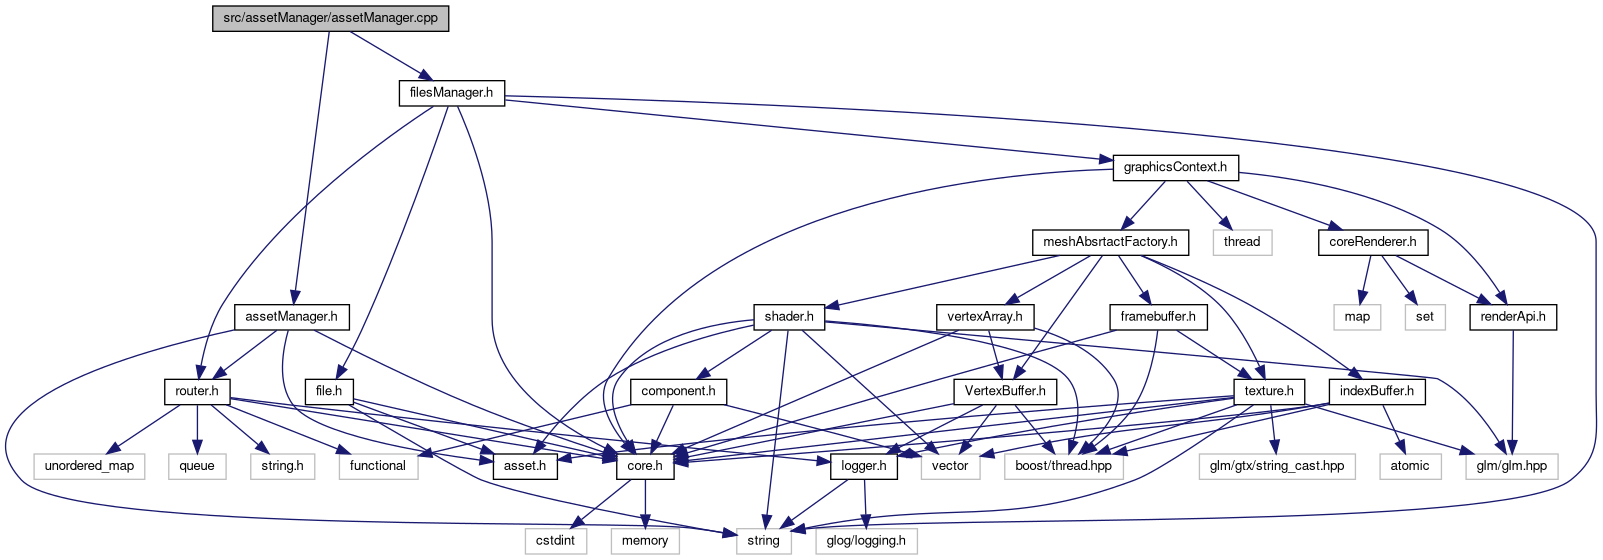 src/assetManager/assetManager.cpp
filesManager.h
graphicsContext.h
meshAbsrtactFactory.h
thread
coreRenderer.h
assetManager.h
shader.h
vertexArray.h
framebuffer.h
map
set
renderApi.h
router.h
file.h
component.h
VertexBuffer.h
texture.h
indexBuffer.h
unordered_map
queue
string.h
functional
asset.h
core.h
logger.h
vector
boost/thread.hpp
glm/gtx/string_cast.hpp
atomic
glm/glm.hpp
cstdint
memory
string
glog/logging.h